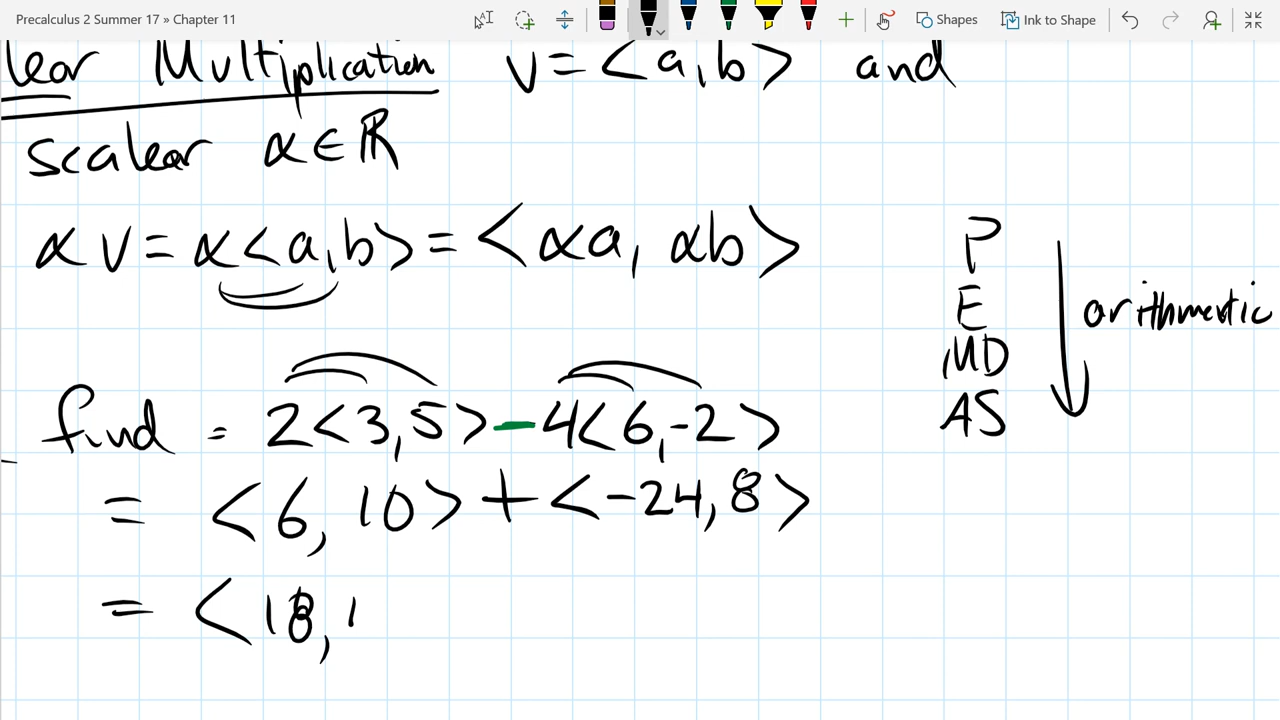 Precalculus 2 Summer 17 » Chapter 11
Shapes
Ink to Shape
lear Multiplication v = <a,b> and
scalear α∈ℝ
αv = α<a,b> = <αa, αb>
P
E
MD
AS
arithmetic
find = 2<3,5> - 4<6,-2>
= <6, 10> + <-24, 8>
= <18, 1